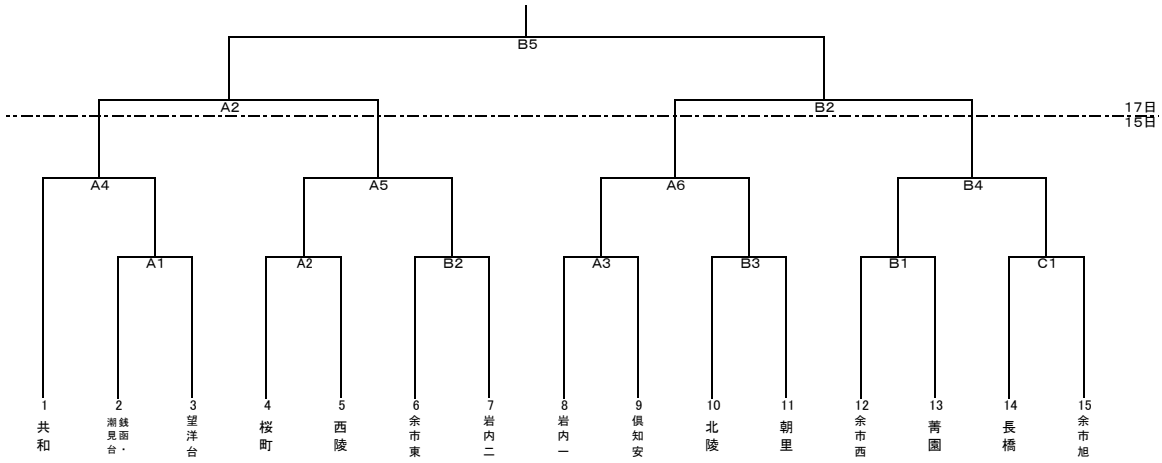 B5
A2
B2
17日
15日
A4
A5
A6
B4
A1
A2
B2
A3
B3
B1
C1
1
2
3
4
5
6
7
8
9
10
11
12
13
14
15
共和
銭函・
潮見台
望洋台
桜町
西陵
余市東
岩内二
岩内一
倶知安
北陵
朝里
余市西
菁園
長橋
余市旭